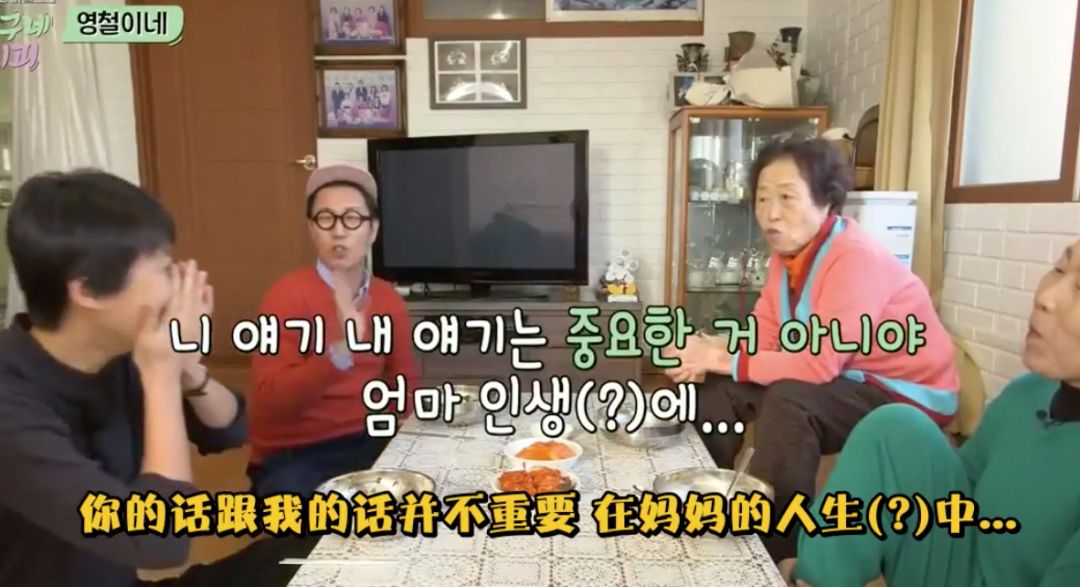 구네
영철이네
니 얘기 내 얘기는 중요한 거 아니야
엄마 인생(?)에...
你的话跟我的话并不重要 在妈妈的人生(?)中...